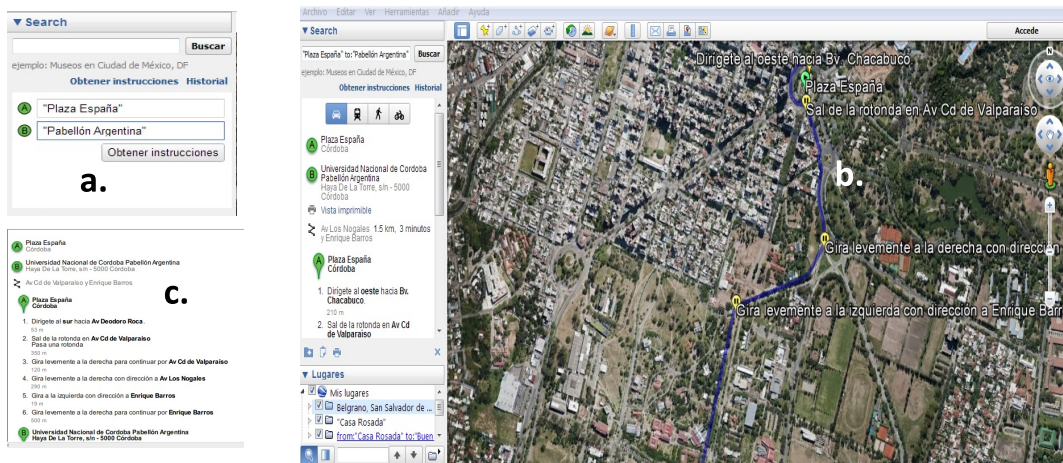 Search
Buscar
ejemplo: Museos en Ciudad de México, DF
Obtener instrucciones Historial
A "Plaza España"
B "Pabellón Argentina"
Obtener instrucciones
a.
A Plaza España
Córdoba
B Universidad Nacional de Cordoba Pabellón Argentina
Haya De La Torre, s/n - 5000 Córdoba
Av Cd de Valparaiso y Enrique Barros
c.
A Plaza España
Córdoba
1. Dirígete al sur hacia Av Deodoro Roca.
53 m
2. Sal de la rotonda en Av Cd de Valparaíso
Pasa una rotonda
350 m
3. Gira levemente a la derecha para continuar por Av Cd de Valparaíso
120 m
4. Gira levemente a la derecha con dirección a Av Los Nogales
290 m
5. Gira a la izquierda con dirección a Enrique Barros
19 m
6. Gira levemente a la derecha para continuar por Enrique Barros
500 m
B Universidad Nacional de Cordoba Pabellón Argentina
Haya De La Torre, s/n - 5000 Córdoba
Archivo Editar Ver Herramientas Añadir Ayuda
Search
"Plaza España" to:"Pabellón Argentina" Buscar
ejemplo: Museos en Ciudad de México, DF
Obtener instrucciones Historial
A Plaza España
Córdoba
B Universidad Nacional de Cordoba
Pabellón Argentina
Haya De La Torre, s/n - 5000
Córdoba
Vista imprimible
Av Los Nogales 1.5 km, 3 minutos
y Enrique Barros
A Plaza España
Córdoba
1. Dirígete al oeste hacia Bv.
Chacabuco.
210 m
2. Sal de la rotonda en Av Cd
de Valparaíso
Lugares
Mis lugares
Belgrano, San Salvador de ...
"Casa Rosada"
from:"Casa Rosada" to:"Buen
Accede
N
Dirígete al oeste hacia Bv. Chacabuco
Plaza España
Sal de la rotonda en Av Cd de Valparaíso
b.
Gira levemente a la derecha con dirección
Gira levemente a la izquierda con dirección a Enrique Barr